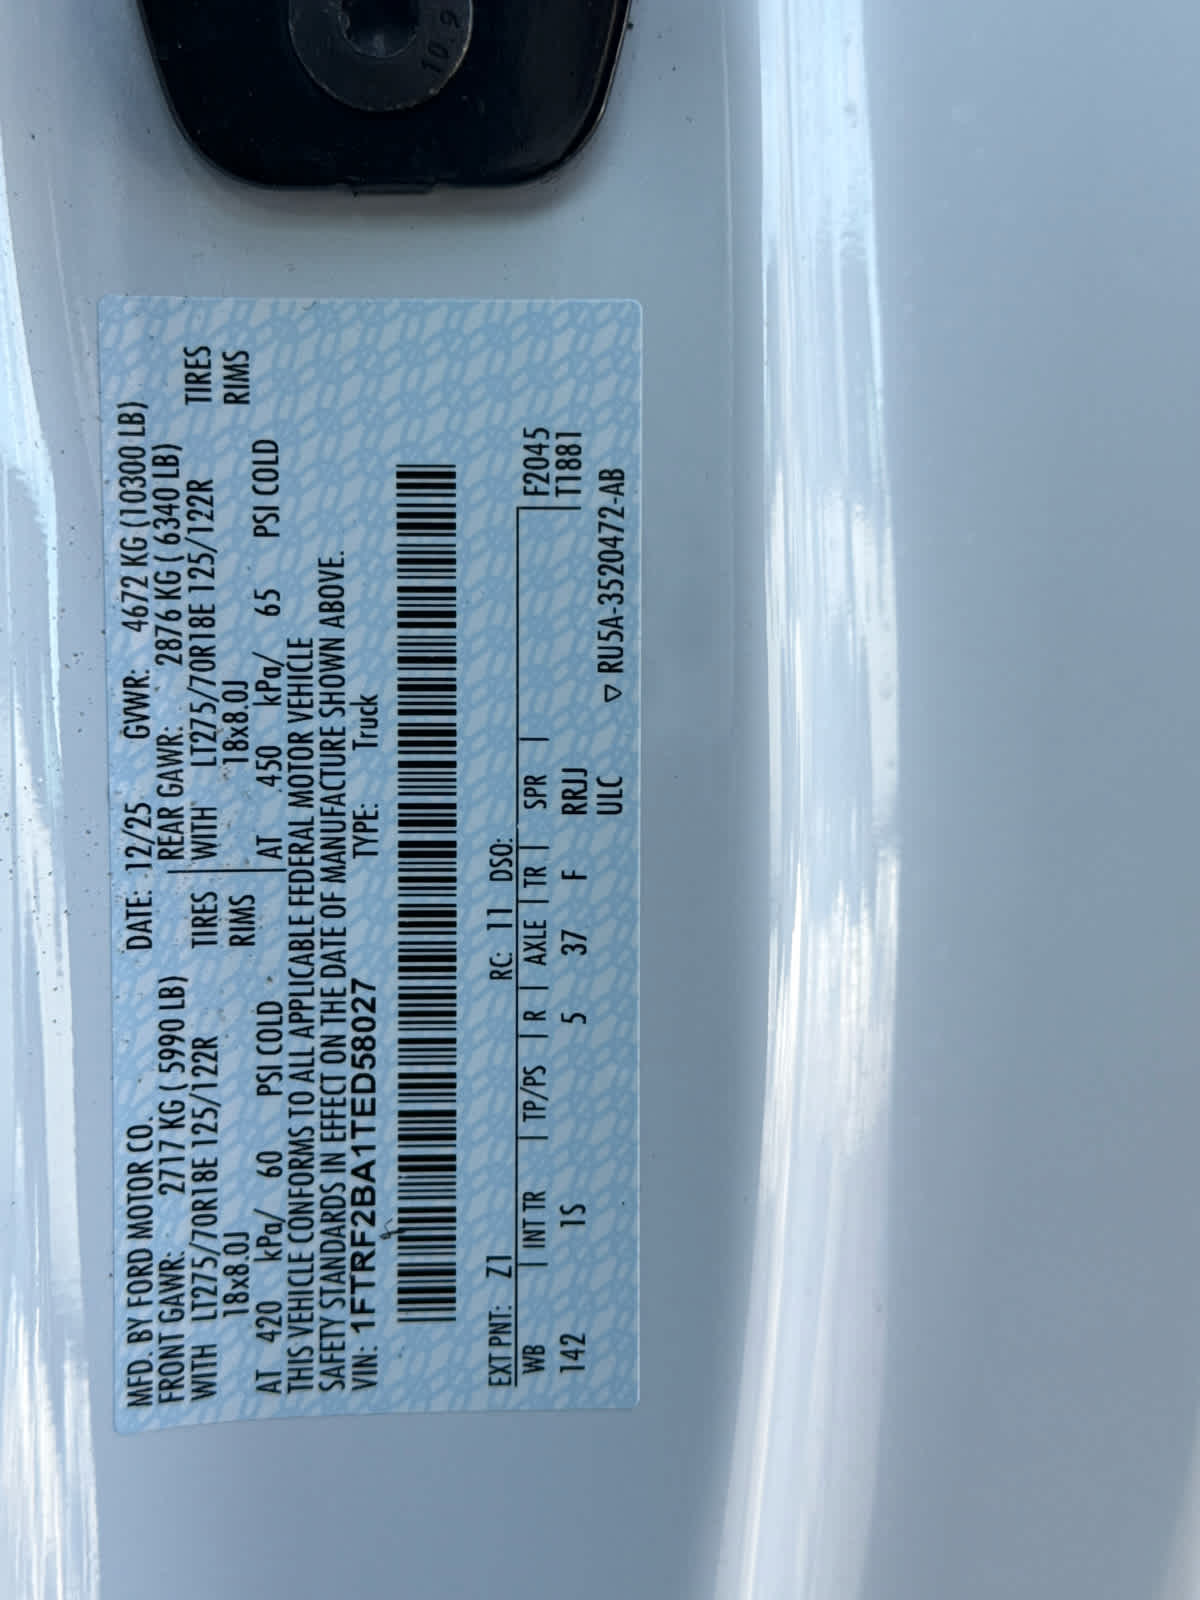 10.9
MFD. BY FORD MOTOR CO. DATE: 12/25 GVWR: 4672 KG (10300 LB)
FRONT GAWR: 2717 KG ( 5990 LB) REAR GAWR: 2876 KG ( 6340 LB)
WITH LT275/70R18E 125/122R TIRES WITH LT275/70R18E 125/122R TIRES
18x8.0J RIMS 18x8.0J RIMS
AT 420 kPa/ 60 PSI COLD AT 450 kPa/ 65 PSI COLD
THIS VEHICLE CONFORMS TO ALL APPLICABLE FEDERAL MOTOR VEHICLE
SAFETY STANDARDS IN EFFECT ON THE DATE OF MANUFACTURE SHOWN ABOVE.
VIN: 1FTRF2BA1TED58027 TYPE: Truck
EXT PNT: Z1 RC: 11 DSO:
WB INT TR TP/PS R AXLE TR SPR F2045
142 1S 5 37 F RRJJ T1881
ULC ▽ RU5A-3520472-AB